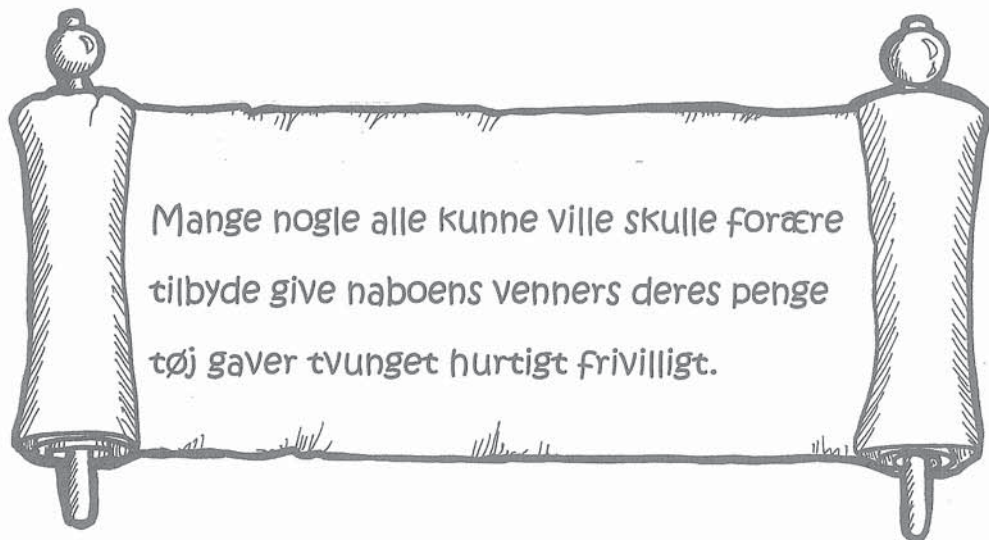 Mange nogle alle kunne ville skulle forære
tilbyde give naboens venners deres penge
tøj gaver tvunget hurtigt frivilligt.